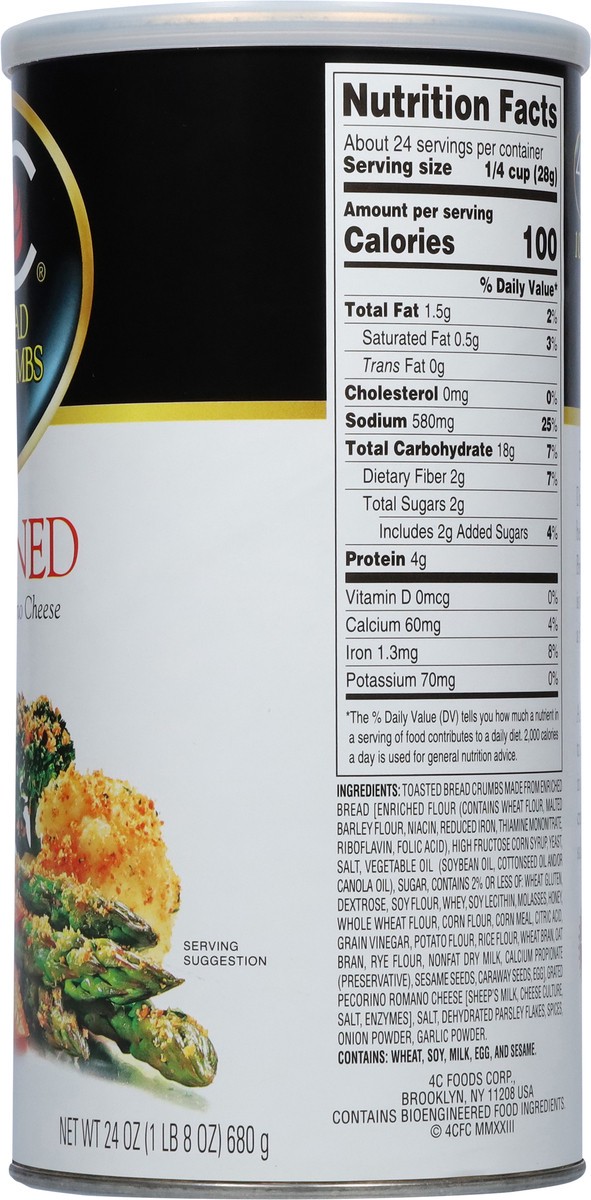 C
®
AD
MBS
NED
no Cheese
SERVING
SUGGESTION
NET WT 24 OZ (1 LB 8 OZ) 680 g
Nutrition Facts
About 24 servings per container
Serving size 1/4 cup (28g)
Amount per serving
Calories 100
% Daily Value*
Total Fat 1.5g 2%
Saturated Fat 0.5g 3%
Trans Fat 0g
Cholesterol 0mg 0%
Sodium 580mg 25%
Total Carbohydrate 18g 7%
Dietary Fiber 2g 7%
Total Sugars 2g
Includes 2g Added Sugars 4%
Protein 4g
Vitamin D 0mcg 0%
Calcium 60mg 4%
Iron 1.3mg 8%
Potassium 70mg 0%
*The % Daily Value (DV) tells you how much a nutrient in
a serving of food contributes to a daily diet. 2,000 calories
a day is used for general nutrition advice.
INGREDIENTS: TOASTED BREAD CRUMBS MADE FROM ENRICHED
BREAD [ENRICHED FLOUR (CONTAINS WHEAT FLOUR, MALTED
BARLEY FLOUR, NIACIN, REDUCED IRON, THIAMINE MONONITRATE,
RIBOFLAVIN, FOLIC ACID), HIGH FRUCTOSE CORN SYRUP, YEAST,
SALT, VEGETABLE OIL (SOYBEAN OIL, COTTONSEED OIL AND/OR
CANOLA OIL), SUGAR, CONTAINS 2% OR LESS OF: WHEAT GLUTEN,
DEXTROSE, SOY FLOUR, WHEY, SOY LECITHIN, MOLASSES, HONEY,
WHOLE WHEAT FLOUR, CORN FLOUR, CORN MEAL, CITRIC ACID,
GRAIN VINEGAR, POTATO FLOUR, RICE FLOUR, WHEAT BRAN, OAT
BRAN, RYE FLOUR, NONFAT DRY MILK, CALCIUM PROPIONATE
(PRESERVATIVE), SESAME SEEDS, CARAWAY SEEDS, EGG], GRATED
PECORINO ROMANO CHEESE [SHEEP'S MILK, CHEESE CULTURE,
SALT, ENZYMES], SALT, DEHYDRATED PARSLEY FLAKES, SPICES,
ONION POWDER, GARLIC POWDER.
CONTAINS: WHEAT, SOY, MILK, EGG, AND SESAME.
4C FOODS CORP.,
BROOKLYN, NY 11208 USA
CONTAINS BIOENGINEERED FOOD INGREDIENTS
© 4CFC MMXXIII